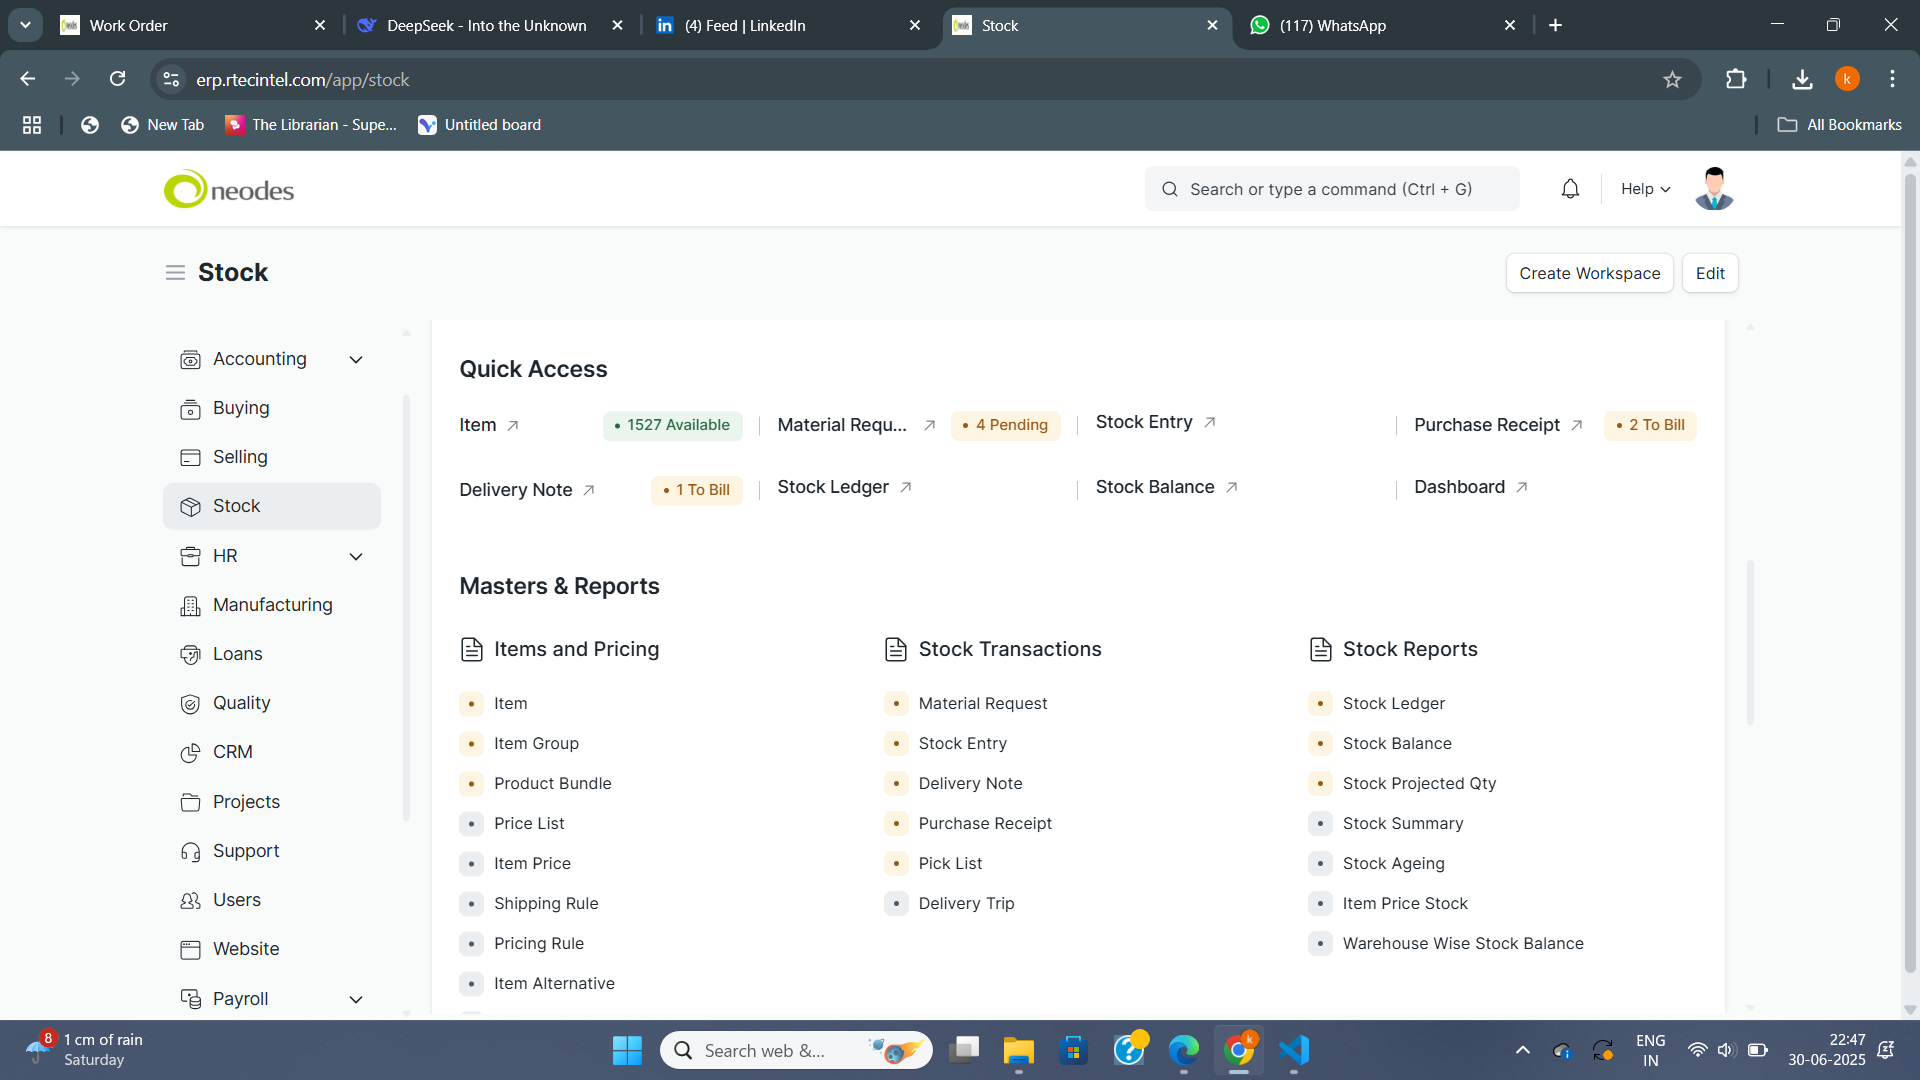 Work Order
DeepSeek - Into the Unknown
(4) Feed | LinkedIn
Stock
(117) WhatsApp
erp.rtecintel.com/app/stock
k
New Tab
The Librarian - Supe...
Untitled board
All Bookmarks
neodes
Search or type a command (Ctrl + G)
Help
Stock
Create Workspace
Edit
Accounting
Buying
Selling
Stock
HR
Manufacturing
Loans
Quality
CRM
Projects
Support
Users
Website
Payroll
Quick Access
Item
1527 Available
Material Requ...
4 Pending
Stock Entry
Purchase Receipt
2 To Bill
Delivery Note
1 To Bill
Stock Ledger
Stock Balance
Dashboard
Masters & Reports
Items and Pricing
Item
Item Group
Product Bundle
Price List
Item Price
Shipping Rule
Pricing Rule
Item Alternative
Stock Transactions
Material Request
Stock Entry
Delivery Note
Purchase Receipt
Pick List
Delivery Trip
Stock Reports
Stock Ledger
Stock Balance
Stock Projected Qty
Stock Summary
Stock Ageing
Item Price Stock
Warehouse Wise Stock Balance
8
1 cm of rain
Saturday
Search web &...
k
ENG
IN
22:47
30-06-2025